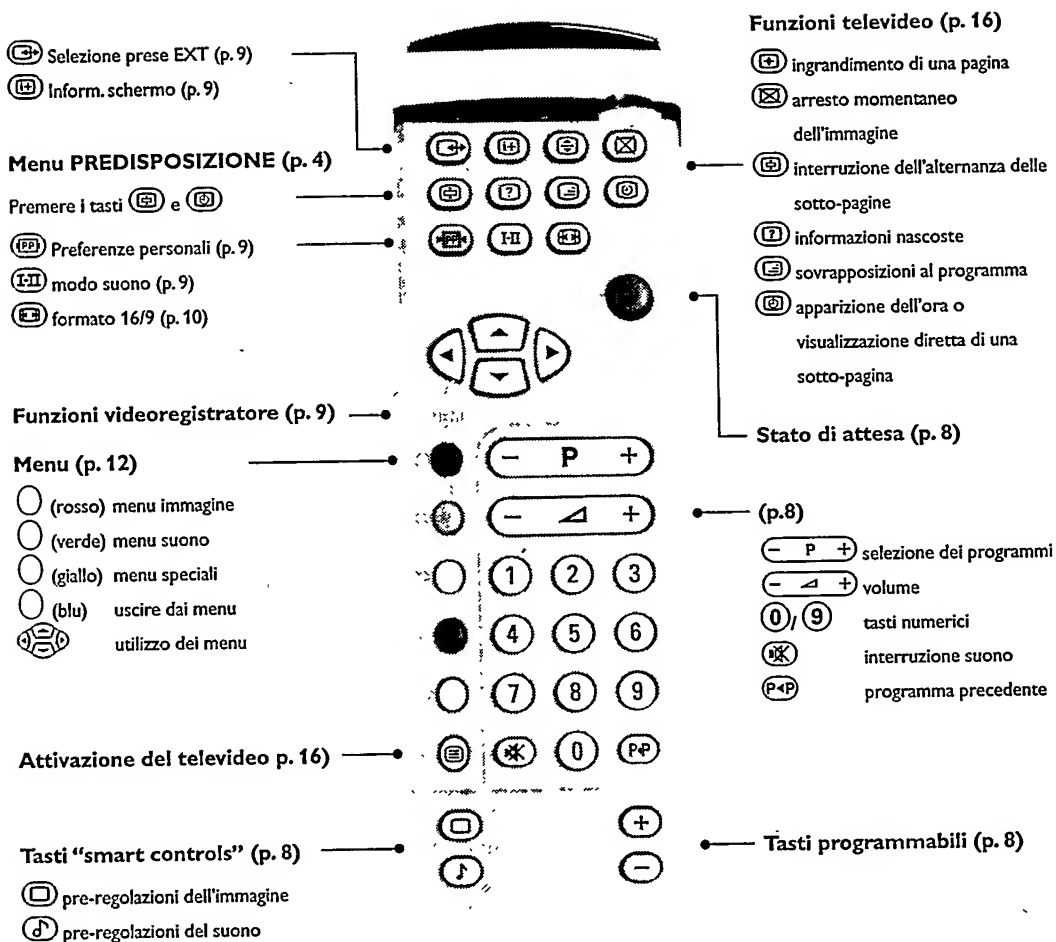 Selezione prese EXT (p. 9)
i+ Inform. schermo (p. 9)
Menu PREDISPOSIZIONE (p. 4)
Premere i tasti e
PP Preferenze personali (p. 9)
I-II modo suono (p. 9)
formato 16/9 (p. 10)
Funzioni videoregistratore (p. 9)
Menu (p. 12)
(rosso) menu immagine
(verde) menu suono
(giallo) menu speciali
(blu) uscire dai menu
utilizzo dei menu
Attivazione del televideo p. 16)
Tasti "smart controls" (p. 8)
pre-regolazioni dell'immagine
pre-regolazioni del suono
i+
?
PP I-II
- P +
- +
1 2 3
4 5 6
7 8 9
0 P◂P
+
-
Funzioni televideo (p. 16)
ingrandimento di una pagina
arresto momentaneo
dell'immagine
interruzione dell'alternanza delle
sotto-pagine
? informazioni nascoste
sovrapposizioni al programma
apparizione dell'ora o
visualizzazione diretta di una
sotto-pagina
Stato di attesa (p. 8)
(p.8)
- P + selezione dei programmi
- + volume
0/9 tasti numerici
interruzione suono
P◂P programma precedente
Tasti programmabili (p. 8)